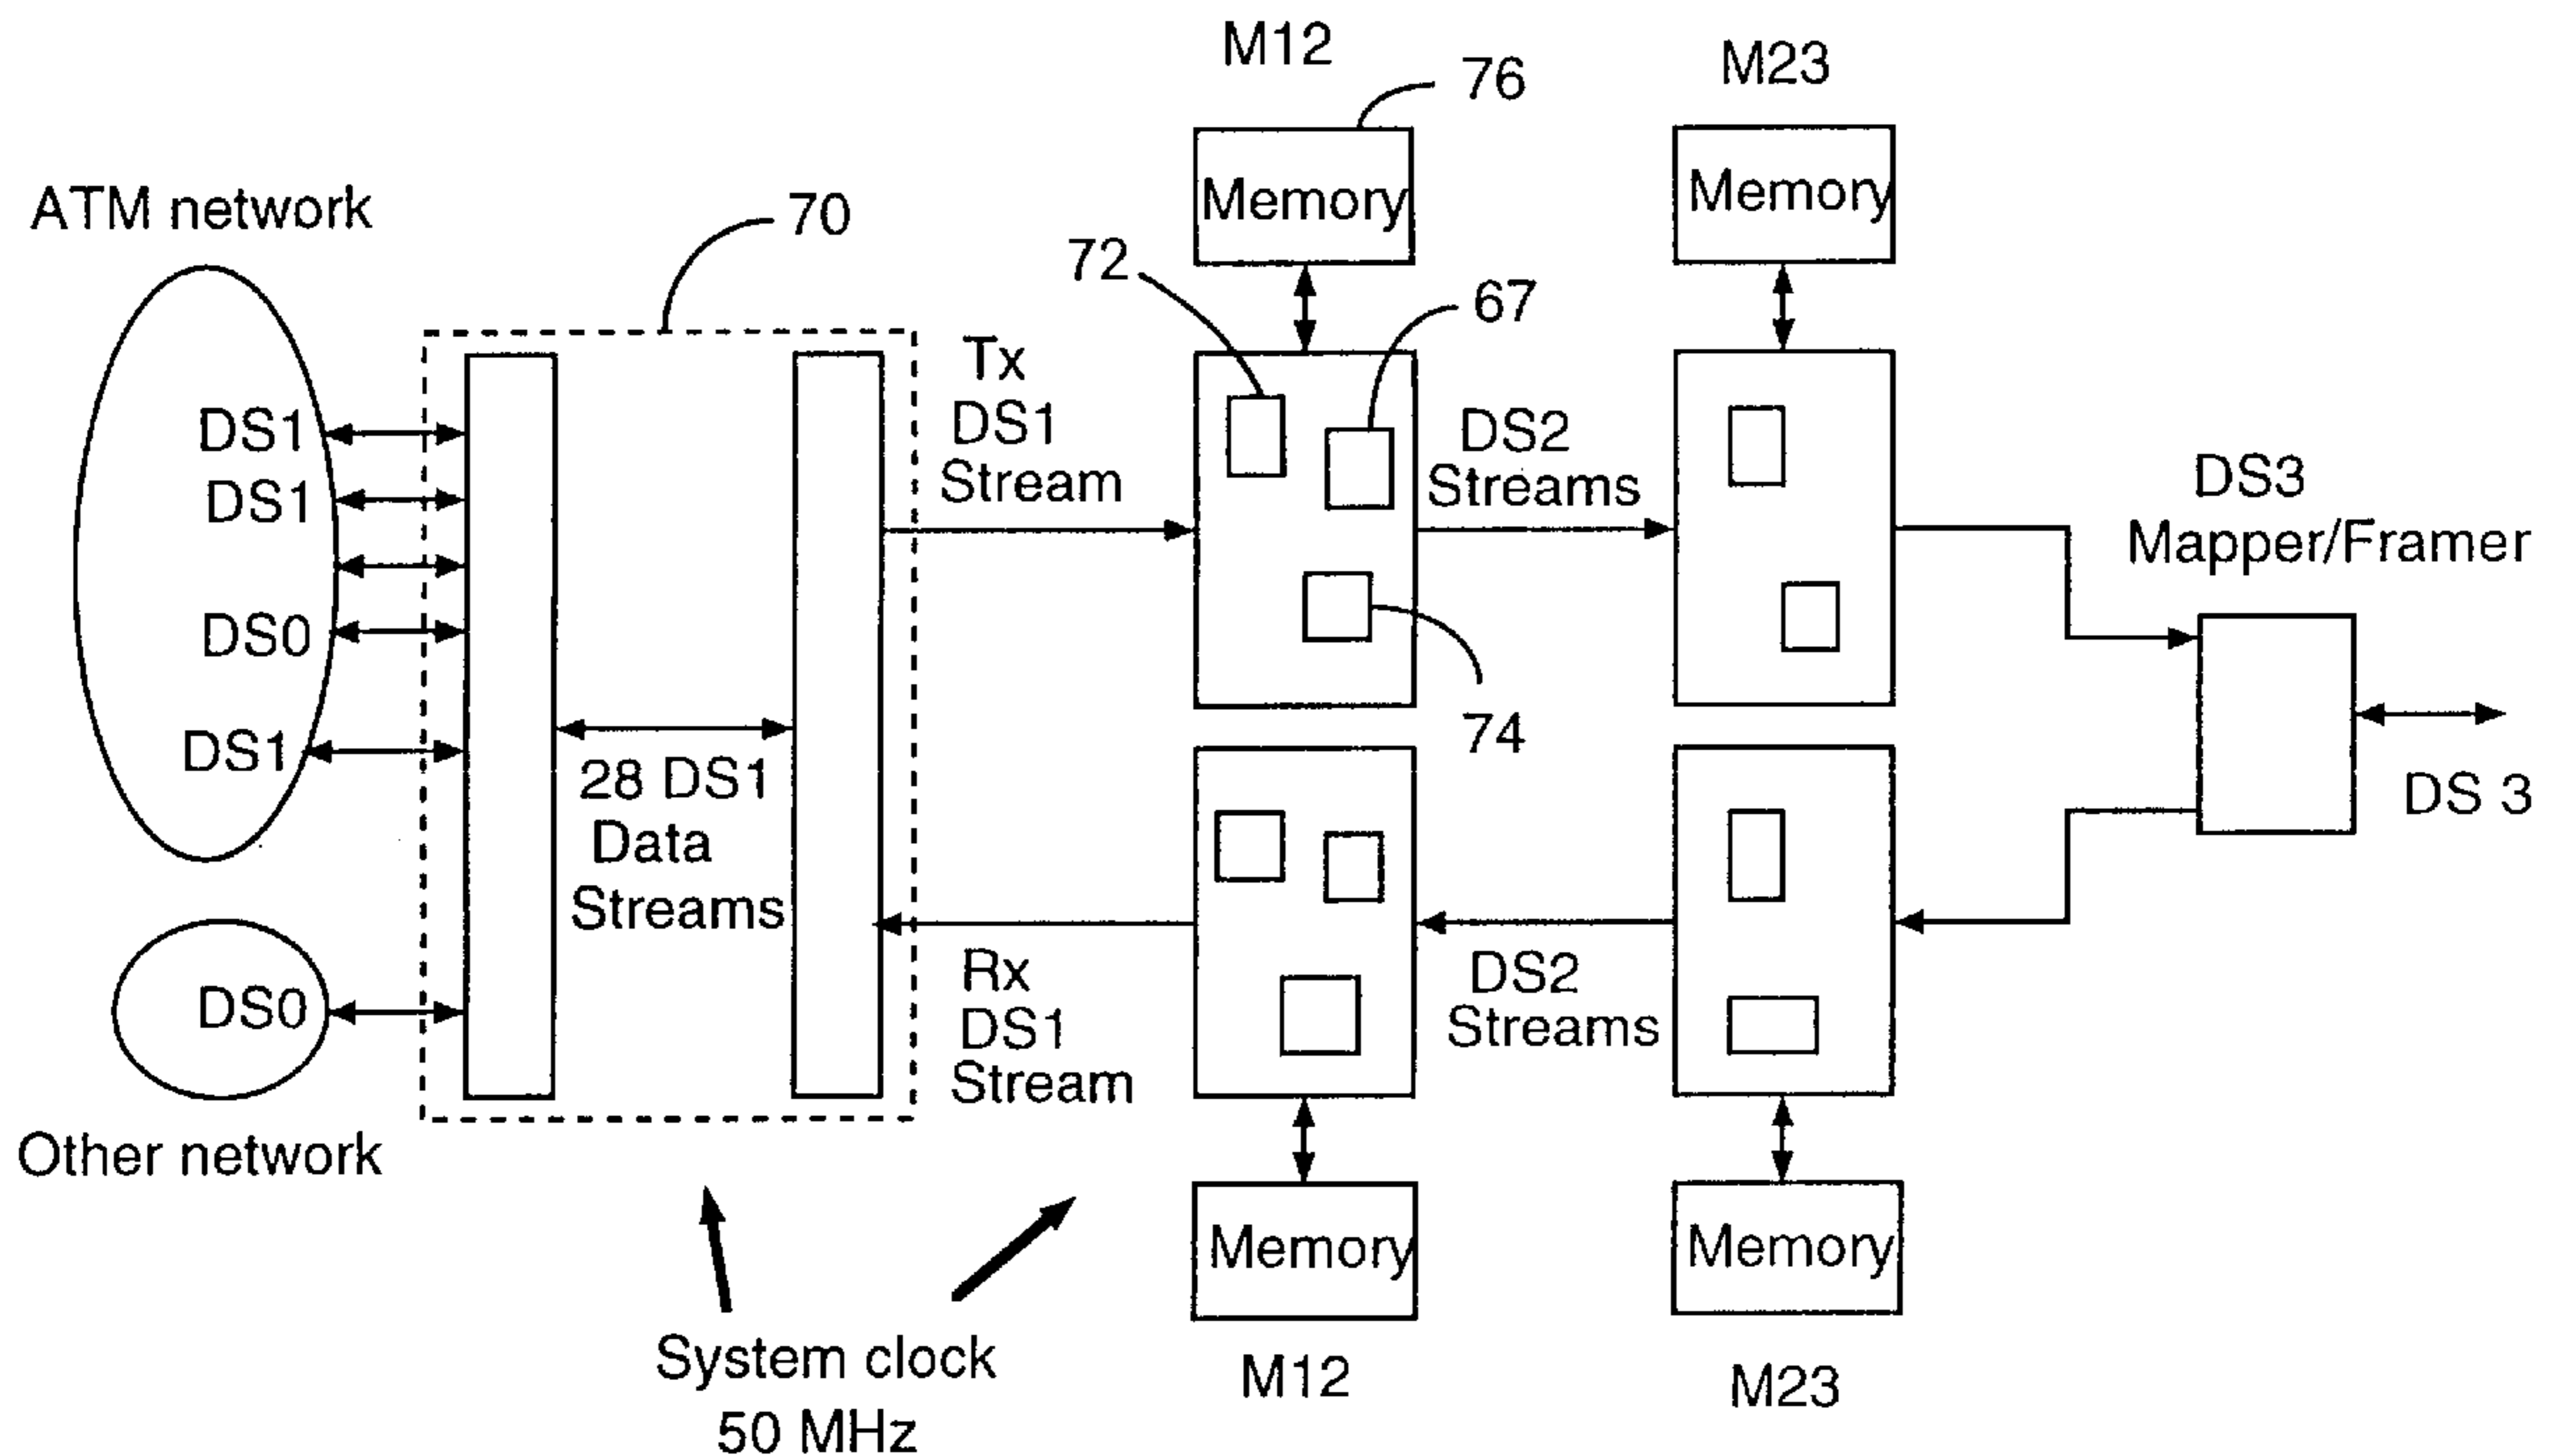 M12
76
M23
Memory
Memory
ATM network
70
72
67
Tx
DS1
Stream
DS2
Streams
DS1
DS1
DS0
DS1
DS3
Mapper/Framer
74
28 DS1
Data
Streams
DS 3
Rx
DS1
Stream
DS2
Streams
DS0
Other network
Memory
Memory
System clock
50 MHz
M12
M23